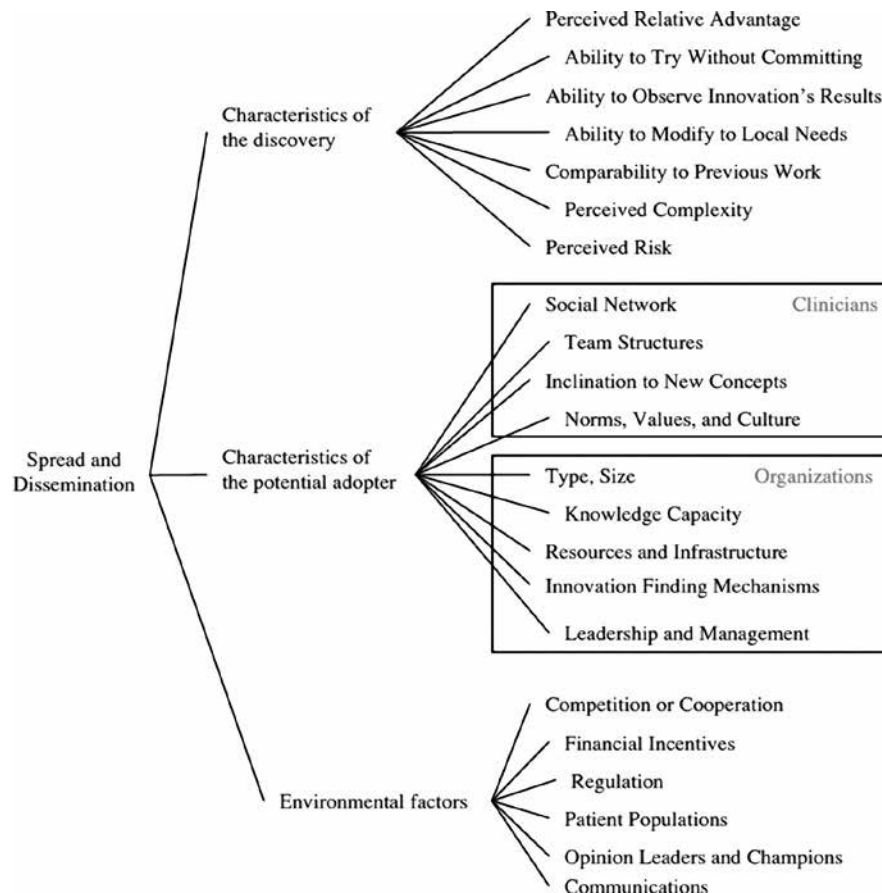 Perceived Relative Advantage
Ability to Try Without Committing
Characteristics of
the discovery
Ability to Observe Innovation's Results
Ability to Modify to Local Needs
Comparability to Previous Work
Perceived Complexity
Perceived Risk
Social Network
Clinicians
Team Structures
Inclination to New Concepts
Norms, Values, and Culture
Spread and
Dissemination
Characteristics of
the potential adopter
Type, Size
Organizations
Knowledge Capacity
Resources and Infrastructure
Innovation Finding Mechanisms
Leadership and Management
Environmental factors
Competition or Cooperation
Financial Incentives
Regulation
Patient Populations
Opinion Leaders and Champions
Communications